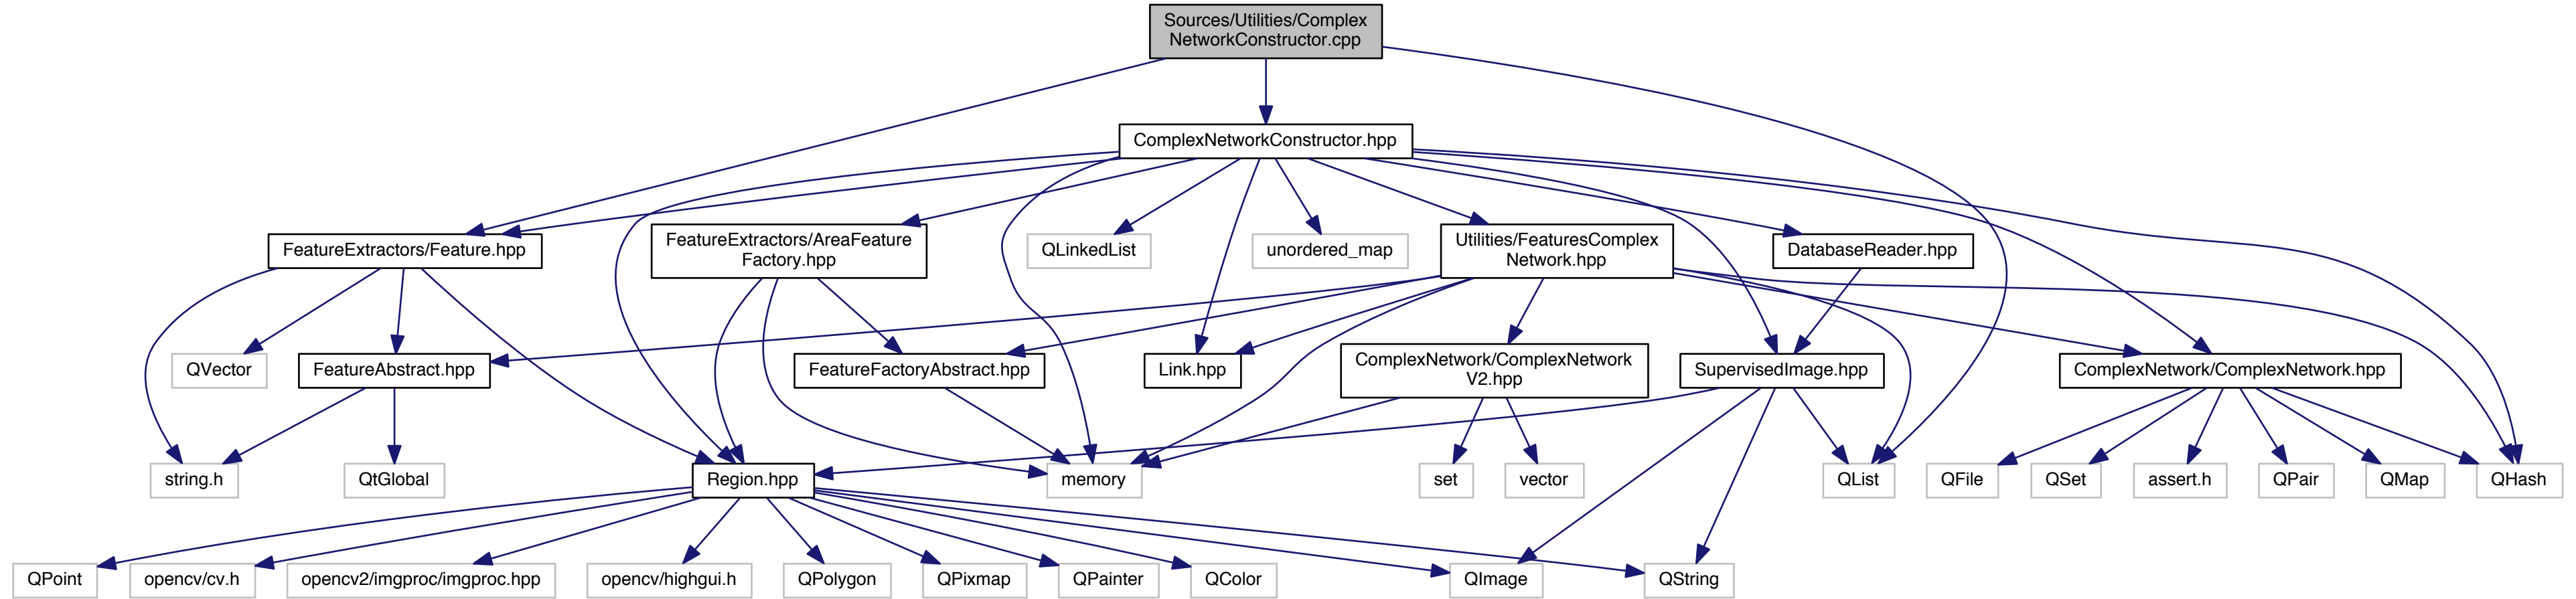 Sources/Utilities/Complex
NetworkConstructor.cpp
ComplexNetworkConstructor.hpp
FeatureExtractors/Feature.hpp
FeatureExtractors/AreaFeature
Factory.hpp
QLinkedList
unordered_map
Utilities/FeaturesComplex
Network.hpp
DatabaseReader.hpp
QVector
FeatureAbstract.hpp
FeatureFactoryAbstract.hpp
Link.hpp
ComplexNetwork/ComplexNetwork
V2.hpp
SupervisedImage.hpp
ComplexNetwork/ComplexNetwork.hpp
string.h
QtGlobal
Region.hpp
memory
set
vector
QList
QFile
QSet
assert.h
QPair
QMap
QHash
QPoint
opencv/cv.h
opencv2/imgproc/imgproc.hpp
opencv/highgui.h
QPolygon
QPixmap
QPainter
QColor
QImage
QString